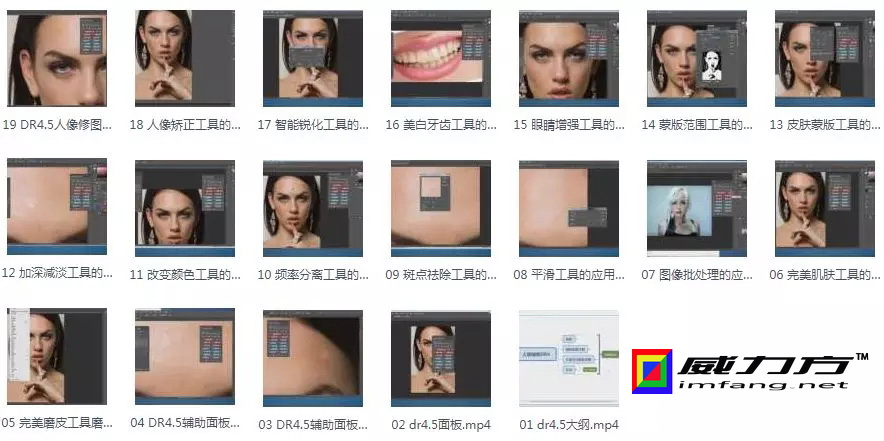 19 DR4.5人像修图...
18 人像矫正工具的...
17 智能锐化工具的...
16 美白牙齿工具的...
15 眼睛增强工具的...
14 蒙版范围工具的...
13 皮肤蒙版工具的...
12 加深减淡工具的...
11 改变颜色工具的...
10 频率分离工具的...
09 斑点祛除工具的...
08 平滑工具的应用...
07 图像批处理的应...
06 完美肌肤工具的...
05 完美磨皮工具磨...
04 DR4.5辅助面板...
03 DR4.5辅助面板...
02 dr4.5面板.mp4
01 dr4.5大纲.mp4
威力方™
imfang.net